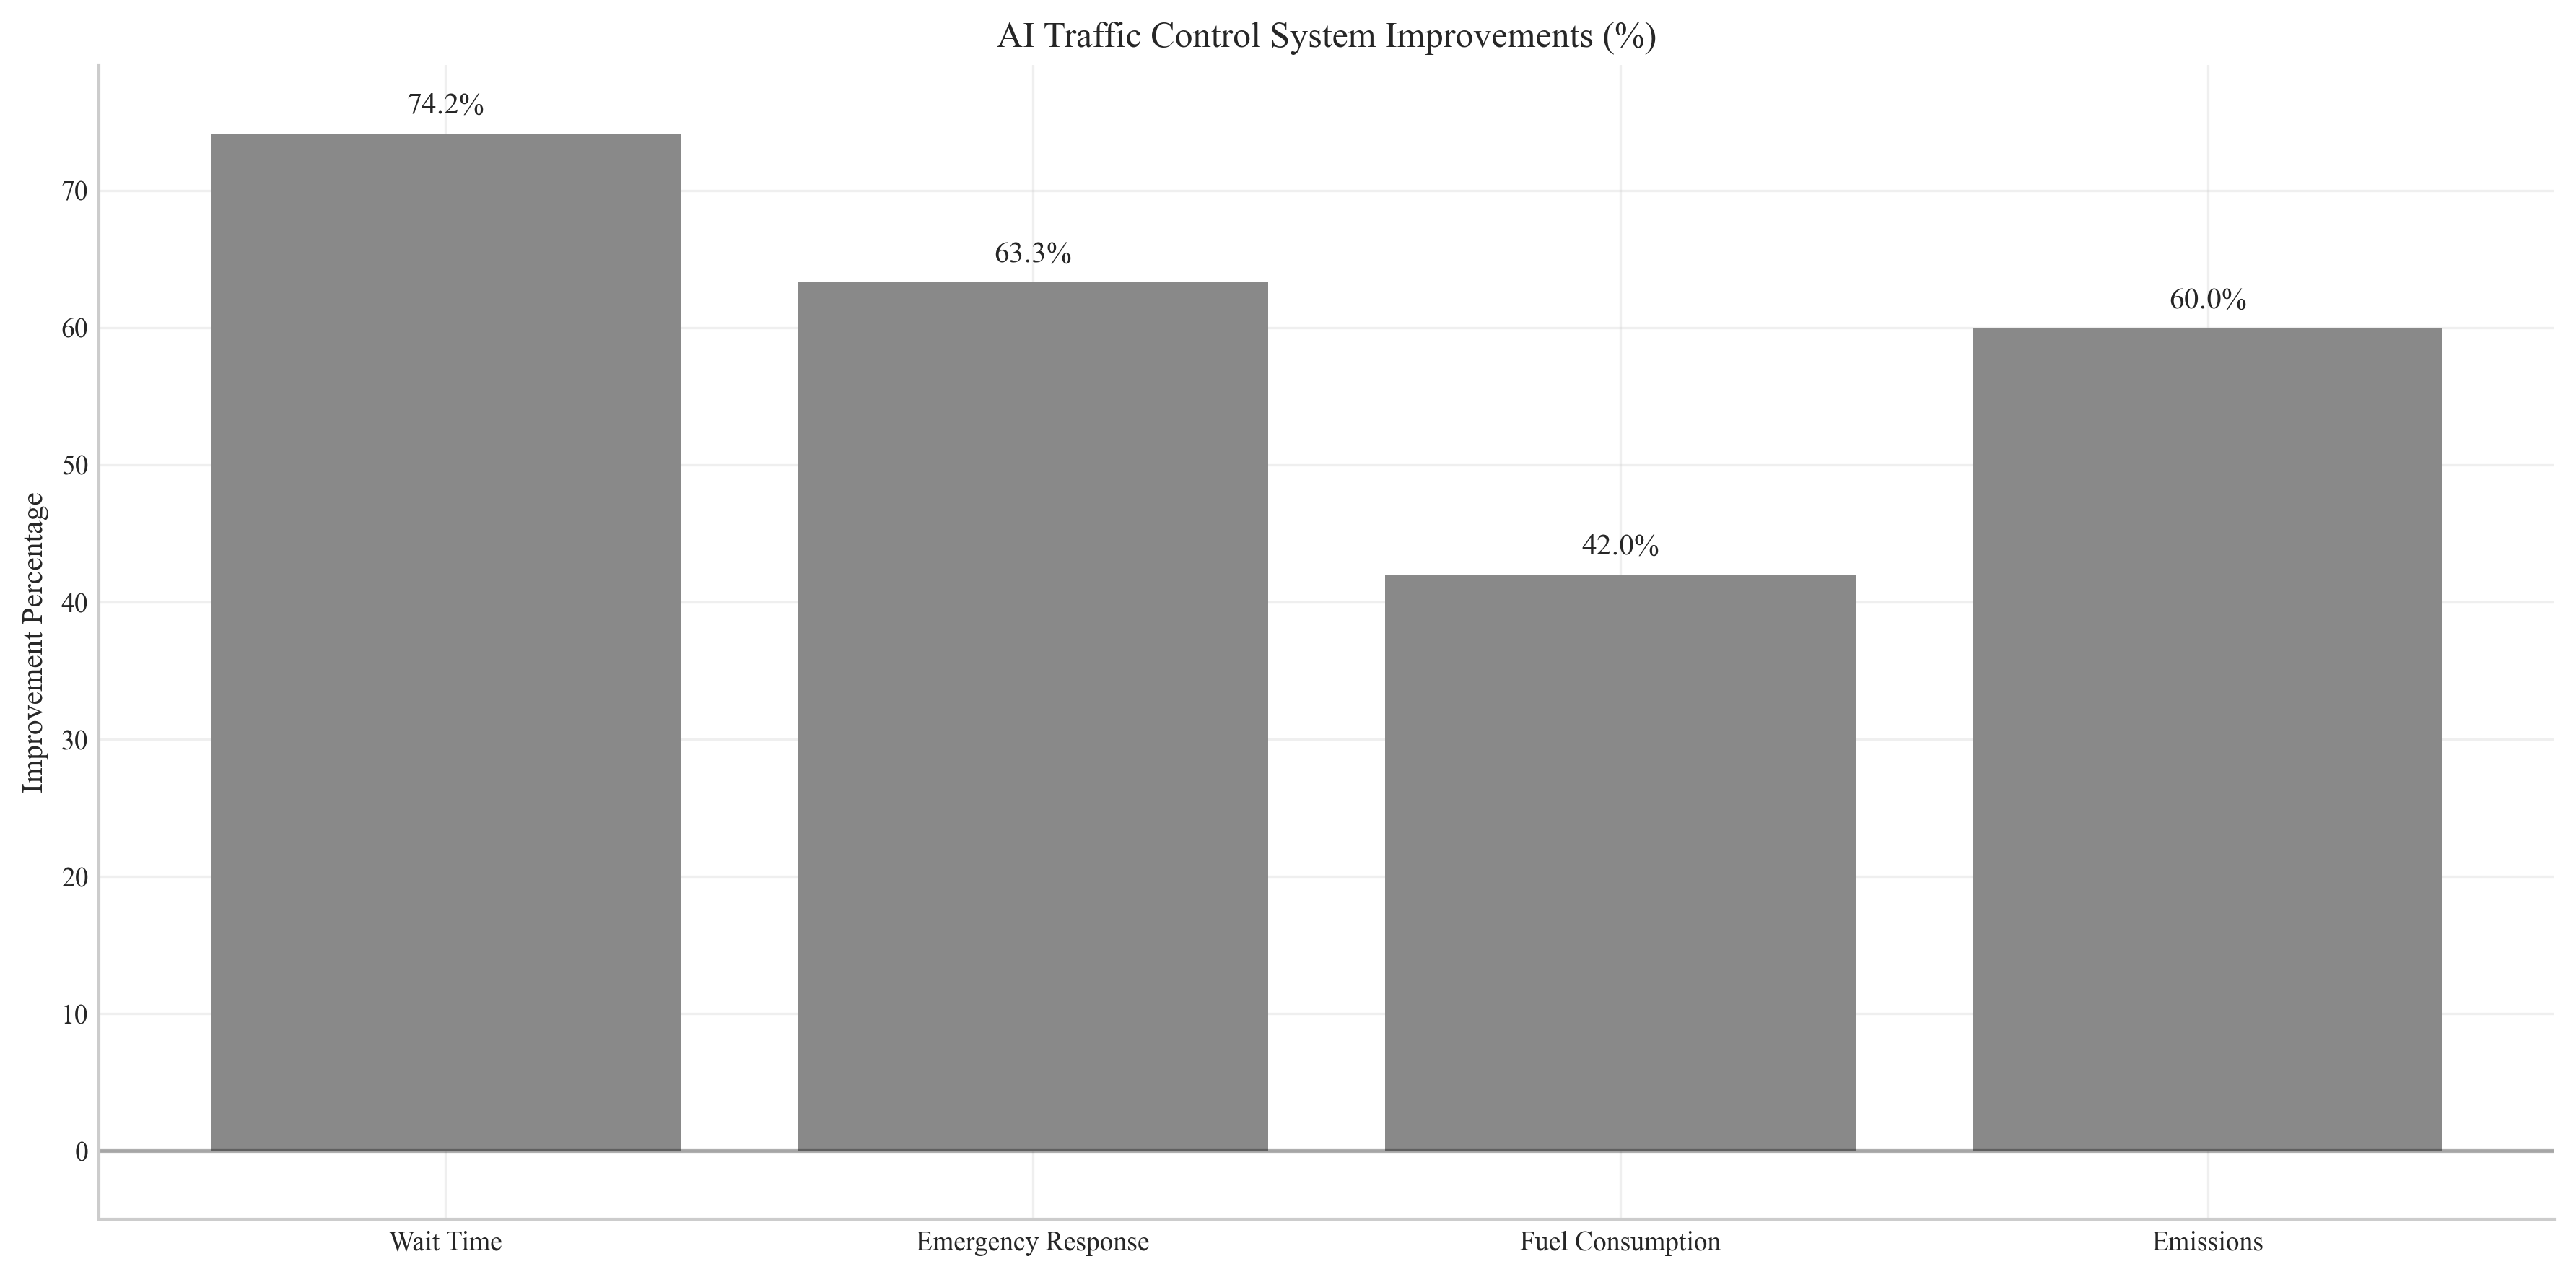 AI Traffic Control System Improvements (%)
74.2%
63.3%
42.0%
60.0%
Improvement Percentage
70
60
50
40
30
20
10
0
Wait Time
Emergency Response
Fuel Consumption
Emissions